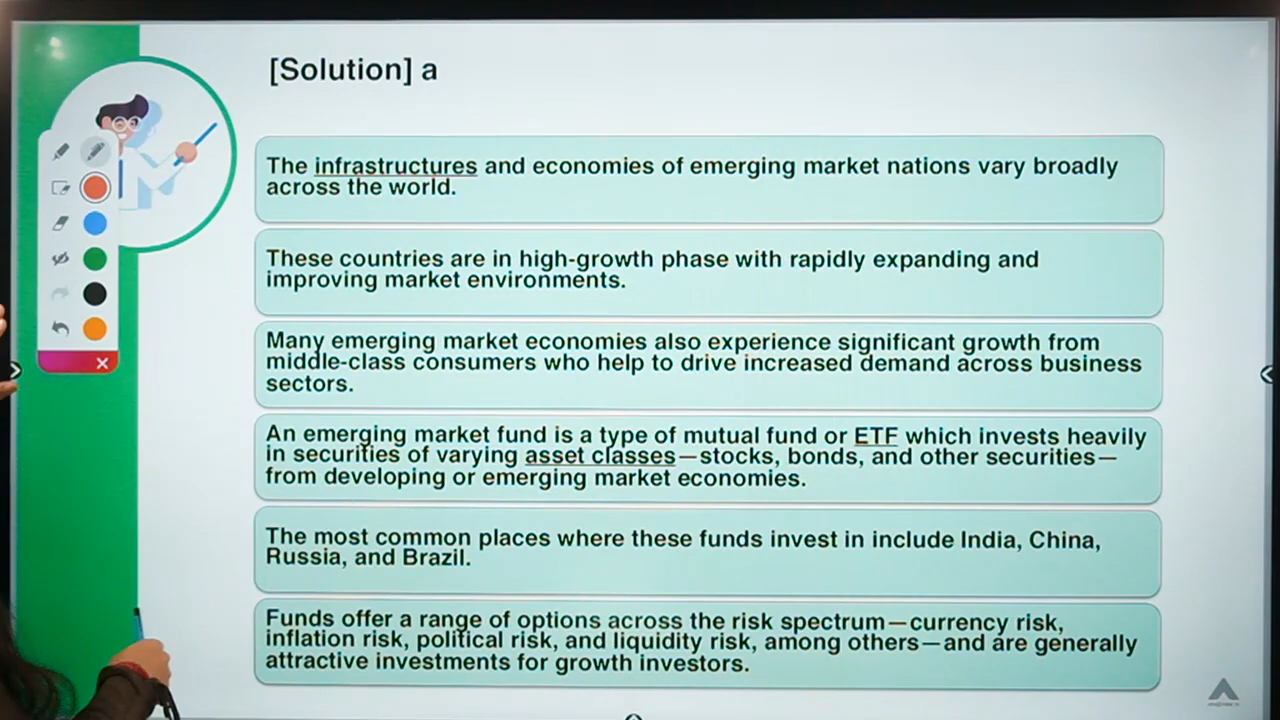 [Solution] a
The infrastructures and economies of emerging market nations vary broadly
across the world.
These countries are in high-growth phase with rapidly expanding and
improving market environments.
Many emerging market economies also experience significant growth from
middle-class consumers who help to drive increased demand across business
sectors.
An emerging market fund is a type of mutual fund or ETF which invests heavily
in securities of varying asset classes—stocks, bonds, and other securities—
from developing or emerging market economies.
The most common places where these funds invest in include India, China,
Russia, and Brazil.
Funds offer a range of options across the risk spectrum—currency risk,
inflation risk, political risk, and liquidity risk, among others—and are generally
attractive investments for growth investors.